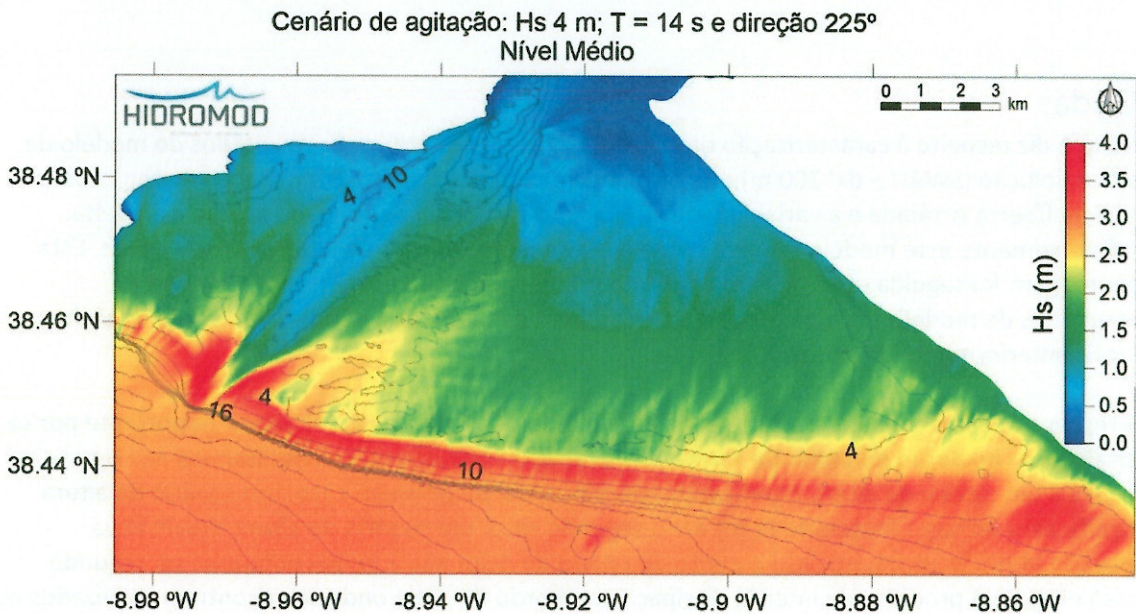 Cenário de agitação: Hs 4 m; T = 14 s e direção 225º
Nível Médio
HIDROMOD
0 1 2 3 km
38.48 ºN
38.46 ºN
38.44 ºN
4 10
16 4
10
4
4.0
3.5
3.0
2.5
2.0
1.5
1.0
0.5
0.0
Hs (m)
-8.98 ºW -8.96 ºW -8.94 ºW -8.92 ºW -8.9 ºW -8.88 ºW -8.86 ºW